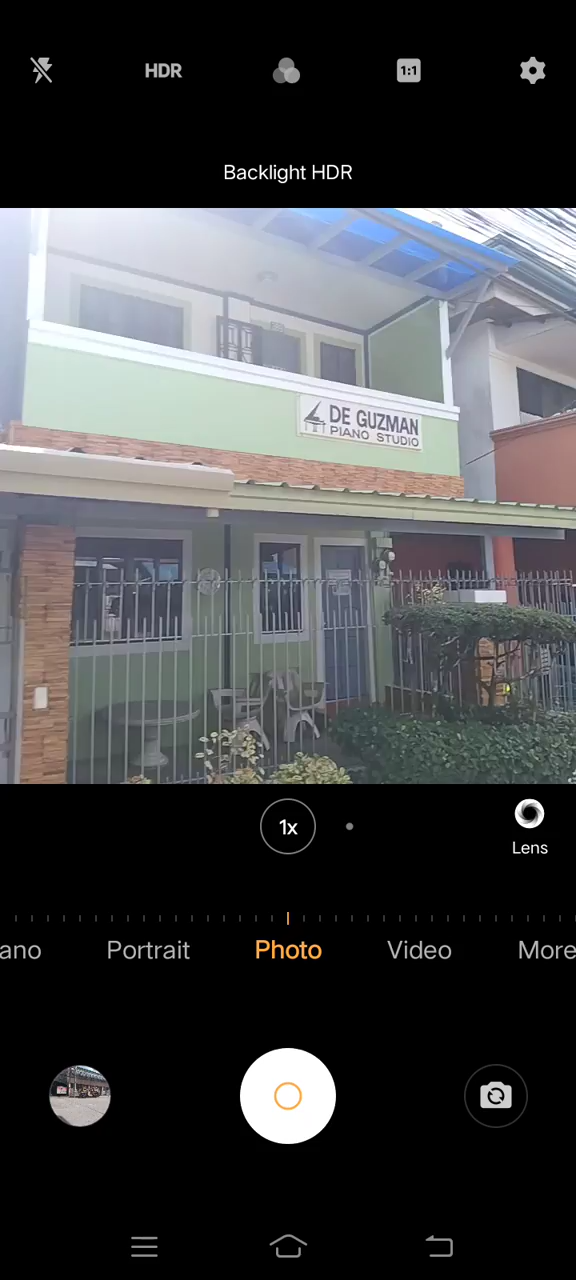 HDR
1:1
Backlight HDR
DE GUZMAN
PIANO STUDIO
1x
Lens
ano
Portrait
Photo
Video
More